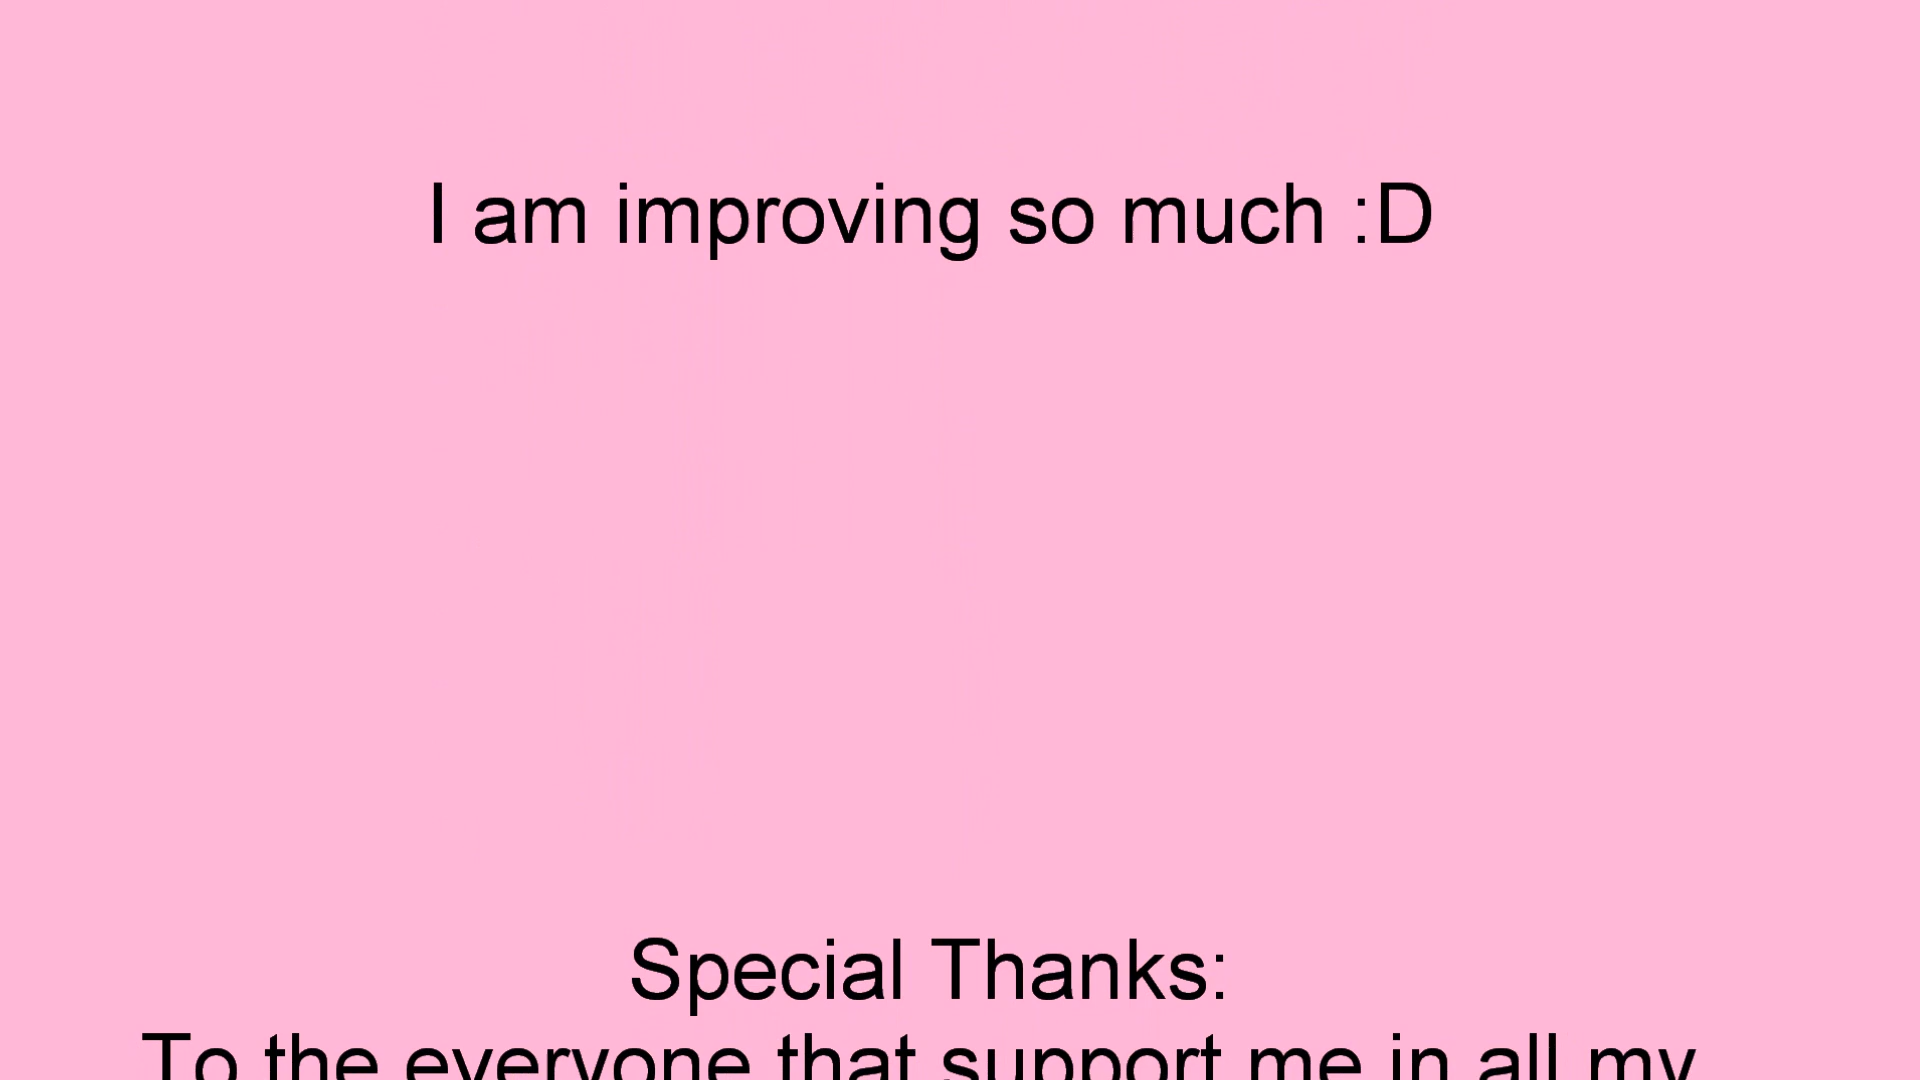 I am improving so much :D
Special Thanks:
To the everyone that support me in all my